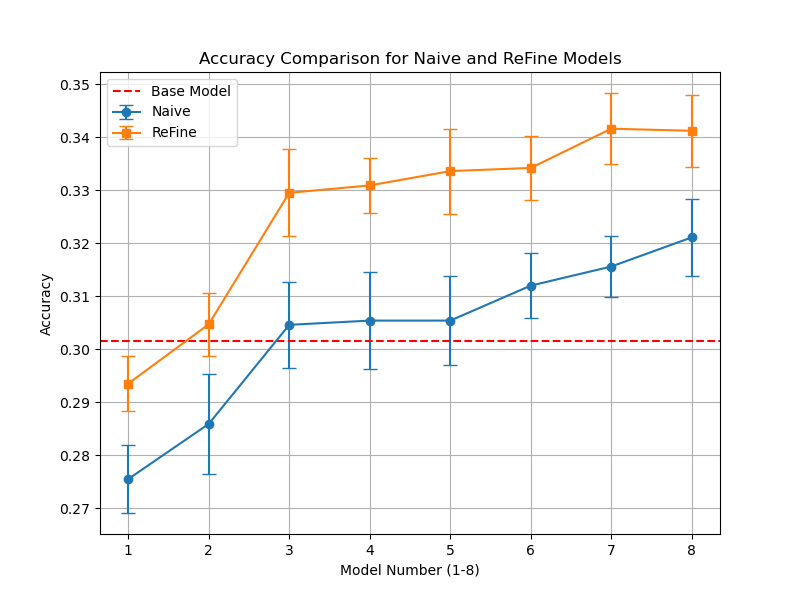 Accuracy Comparison for Naive and ReFine Models
Base Model
Naive
ReFine
0.35
0.34
0.33
0.32
0.31
0.30
0.29
0.28
0.27
Accuracy
1 2 3 4 5 6 7 8
Model Number (1-8)